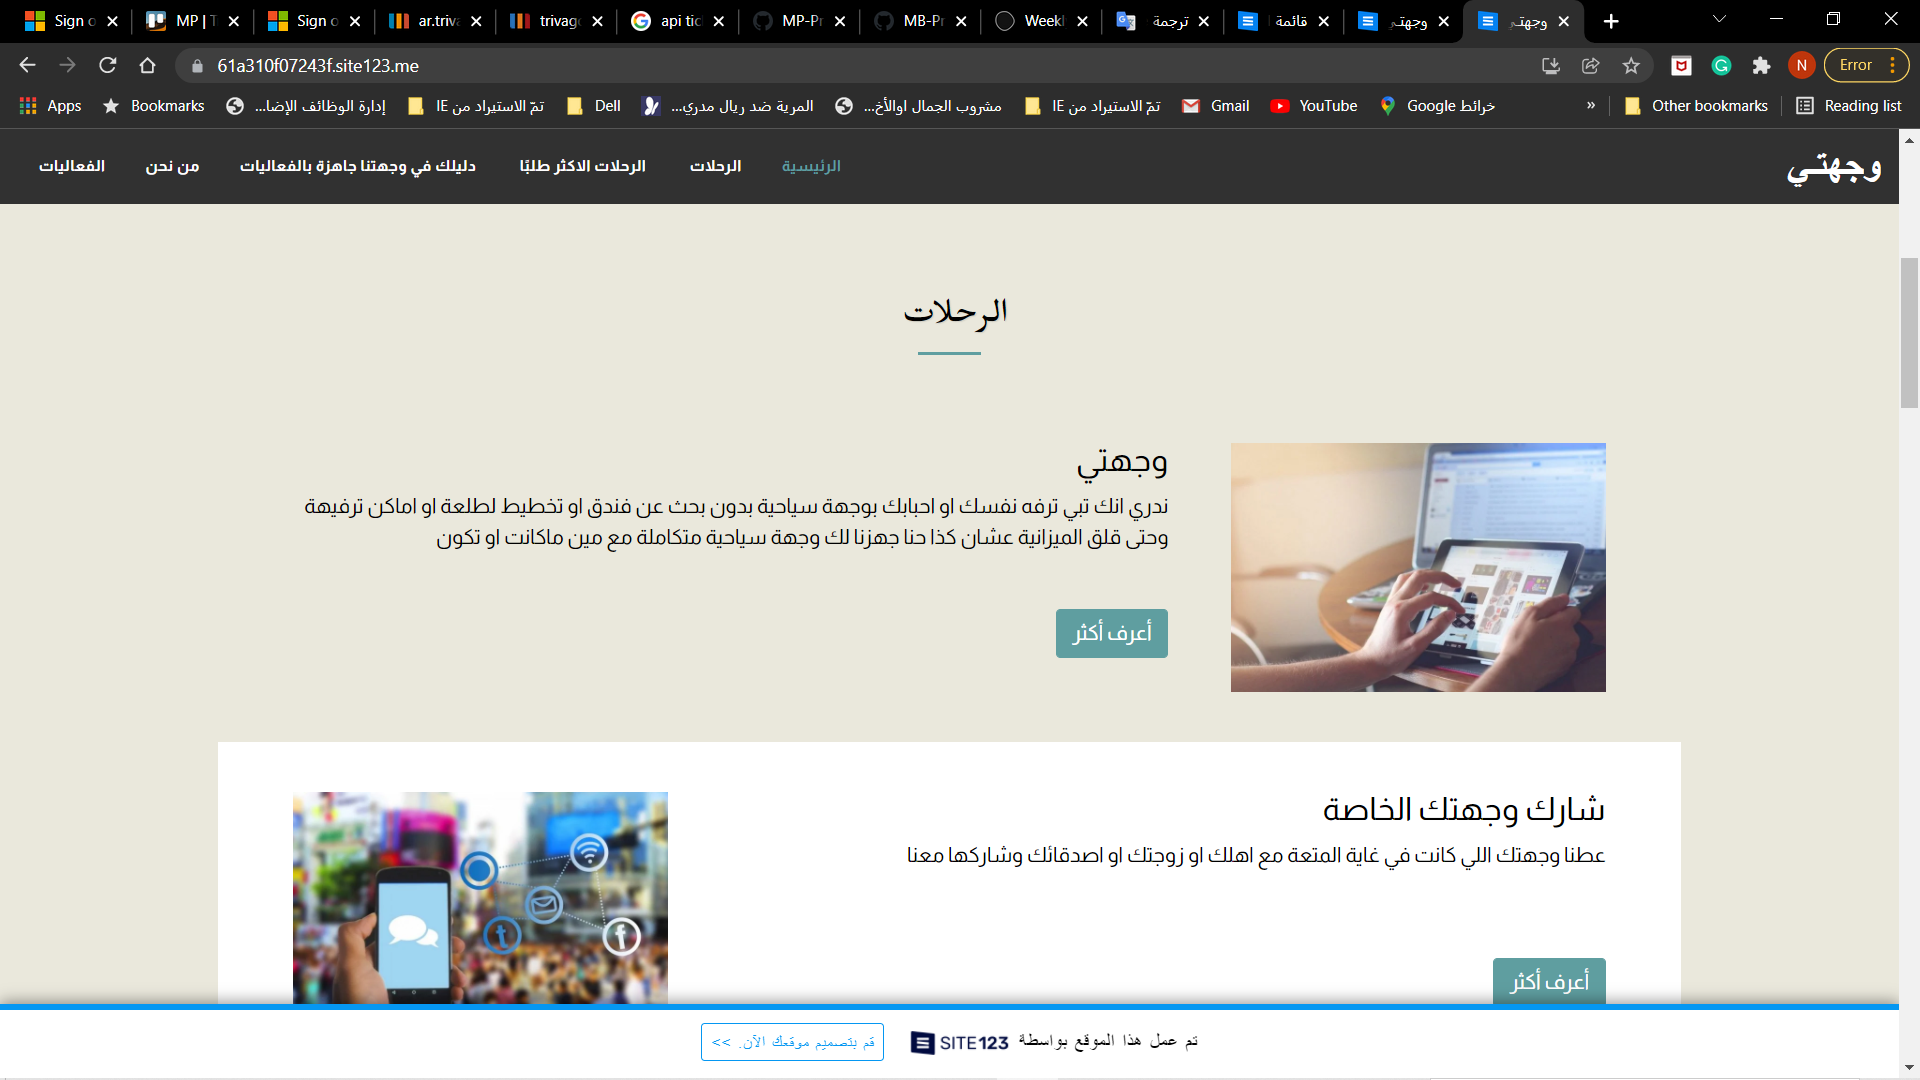 Sign o
MP | T
Sign o
ar.triva
trivago
api tic
MP-Pr
MB-Pr
Weekl
ترجمة
قائمة
وجهتي
وجهتي
61a310f07243f.site123.me
Error
N
Apps
Bookmarks
إدارة الوظائف الإضا...
تمّ الاستيراد من IE
Dell
المرية ضد ريال مدري...
مشروب الجمال اوالأخ...
تمّ الاستيراد من IE
Gmail
YouTube
خرائط Google
»
Other bookmarks
Reading list
وجهتـي
الرئيسية
الرحلات
الرحلات الاكثر طلبًا
دليلك في وجهتنا جاهزة بالفعاليات
من نحن
الفعاليات
الرحلات
وجهتي
ندري انك تبي ترفه نفسك او احبابك بوجهة سياحية بدون بحث عن فندق او تخطيط لطلعة او اماكن ترفيهة
وحتى قلق الميزانية عشان كذا حنا جهزنا لك وجهة سياحية متكاملة مع مين ماكانت او تكون
أعرف أكثر
شارك وجهتك الخاصة
عطنا وجهتك اللي كانت في غاية المتعة مع اهلك او زوجتك او اصدقائك وشاركها معنا
أعرف أكثر
تم عمل هذا الموقع بواسطة SITE123
قم بتصميم موقعك الآن. >>